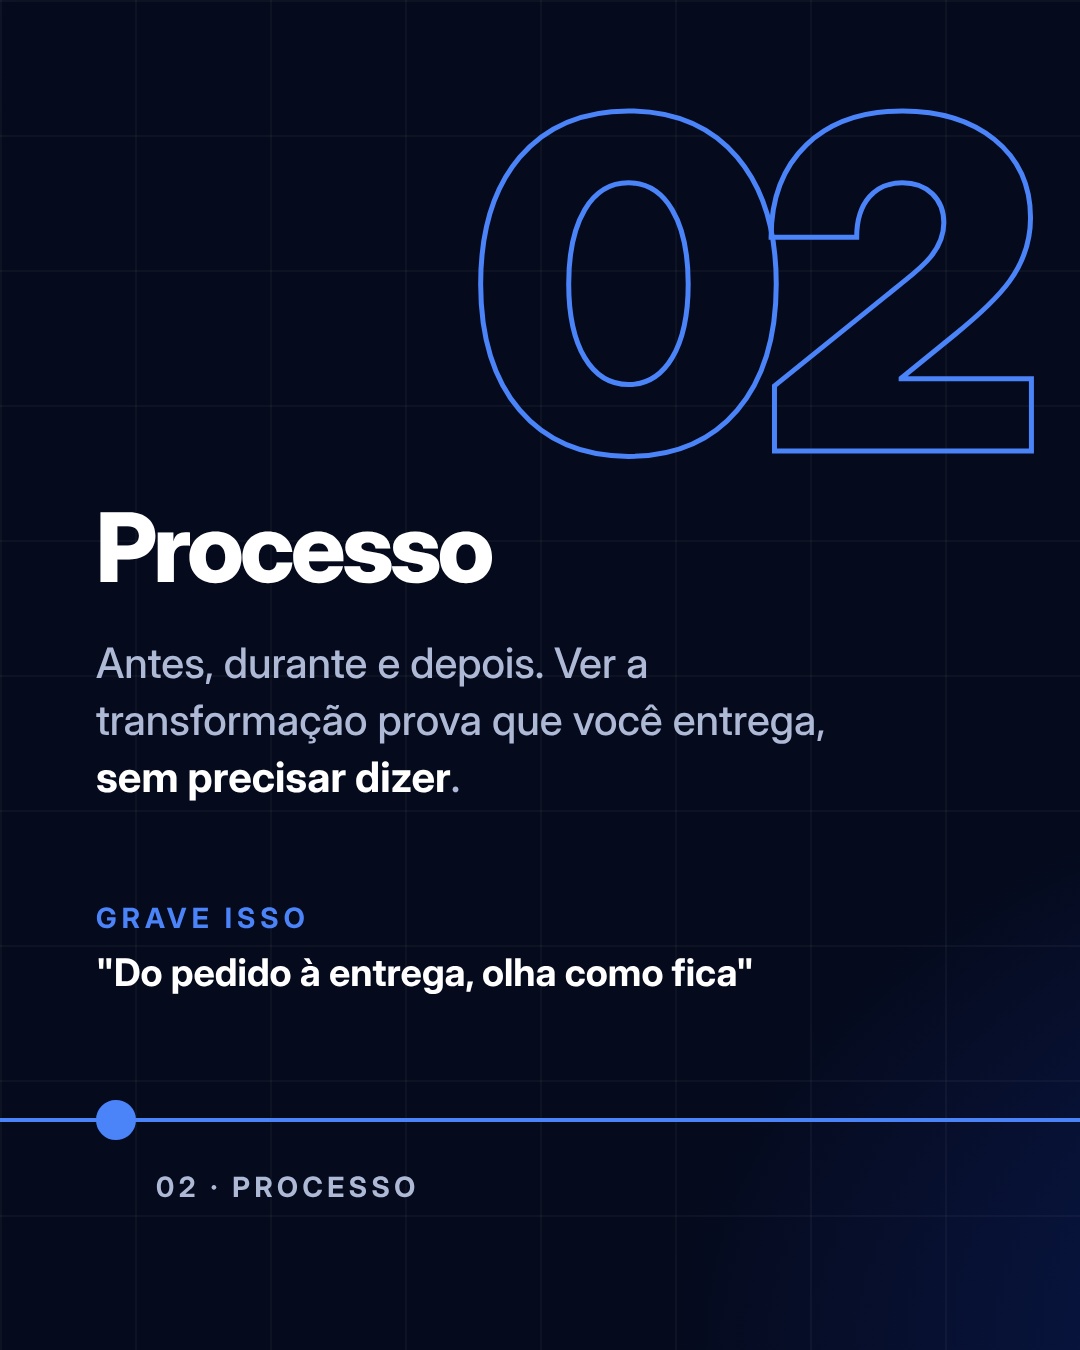 02
Processo
Antes, durante e depois. Ver a
transformação prova que você entrega,
sem precisar dizer.
GRAVE ISSO
"Do pedido à entrega, olha como fica"
02 · PROCESSO